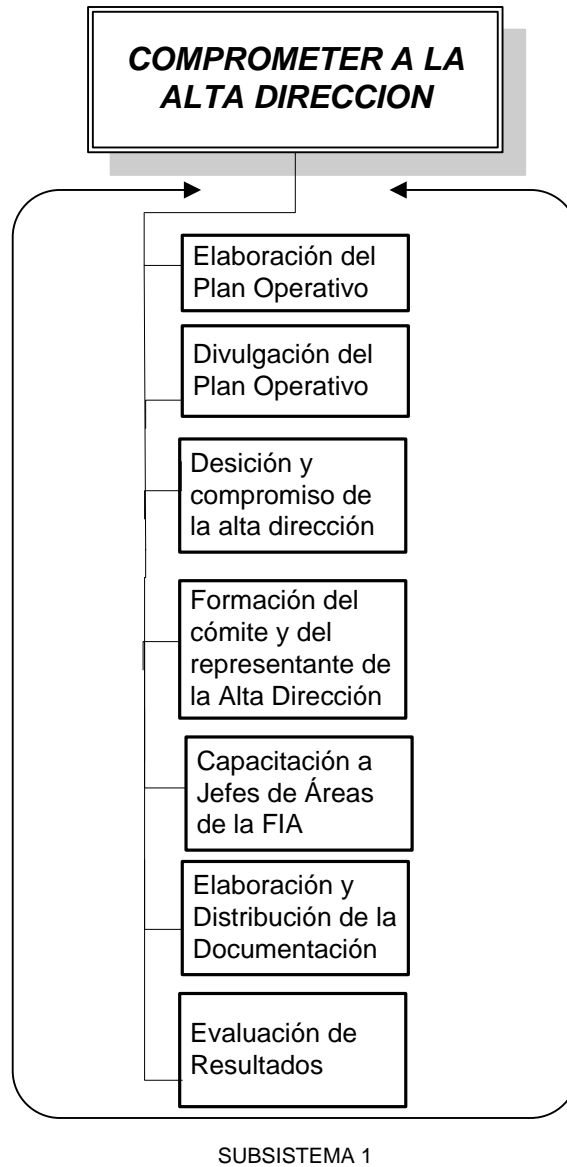 COMPROMETER A LA
ALTA DIRECCION
Elaboración del
Plan Operativo
Divulgación del
Plan Operativo
Desición y
compromiso de
la alta dirección
Formación del
cómite y del
representante de
la Alta Dirección
Capacitación a
Jefes de Áreas
de la FIA
Elaboración y
Distribución de la
Documentación
Evaluación de
Resultados
SUBSISTEMA 1